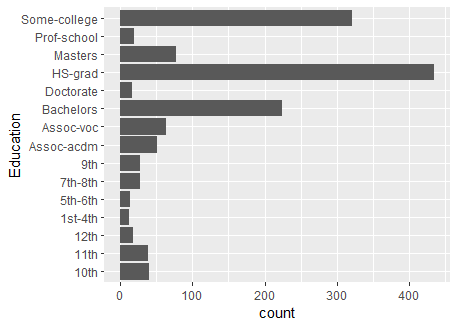 Some-college
Prof-school
Masters
HS-grad
Doctorate
Bachelors
Assoc-voc
Assoc-acdm
9th
7th-8th
5th-6th
1st-4th
12th
11th
10th
Education
0 100 200 300 400
count